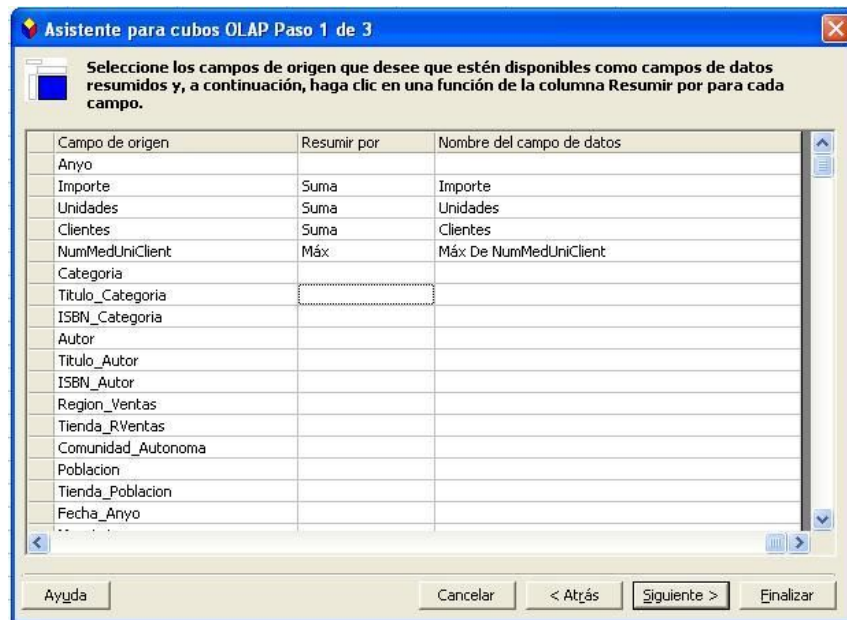 Asistente para cubos OLAP Paso 1 de 3
Seleccione los campos de origen que desee que estén disponibles como campos de datos
resumidos y, a continuación, haga clic en una función de la columna Resumir por para cada
campo.
Campo de origen Resumir por Nombre del campo de datos
Anyo
Importe Suma Importe
Unidades Suma Unidades
Clientes Suma Clientes
NumMedUniClient Máx Máx De NumMedUniClient
Categoria
Titulo_Categoria
ISBN_Categoria
Autor
Titulo_Autor
ISBN_Autor
Region_Ventas
Tienda_RVentas
Comunidad_Autonoma
Poblacion
Tienda_Poblacion
Fecha_Anyo
Ayuda Cancelar < Atrás Siguiente > Finalizar